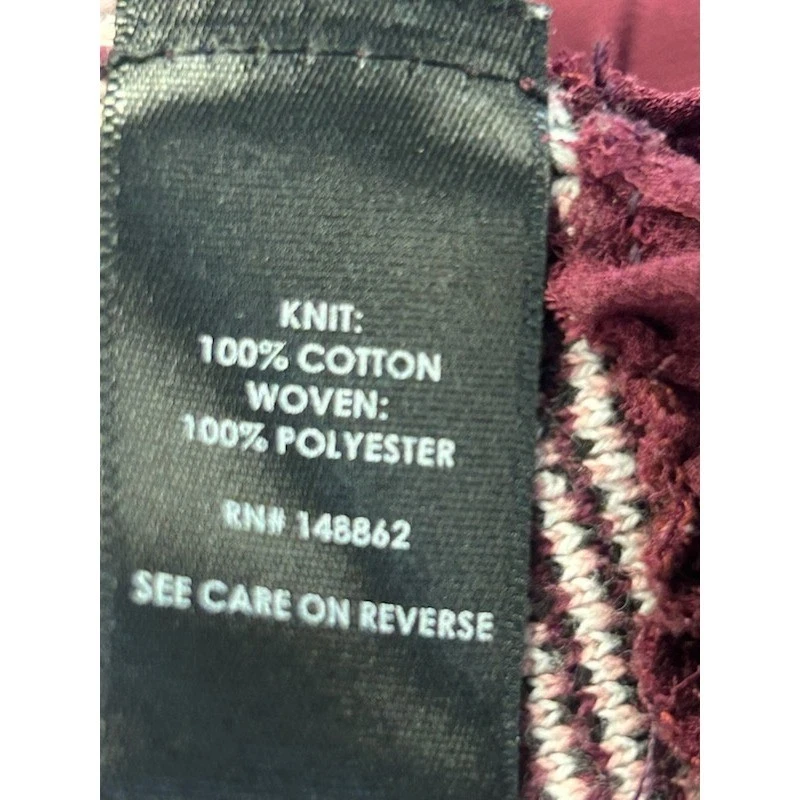 KNIT:
100% COTTON
WOVEN:
100% POLYESTER
RN# 148862
SEE CARE ON REVERSE